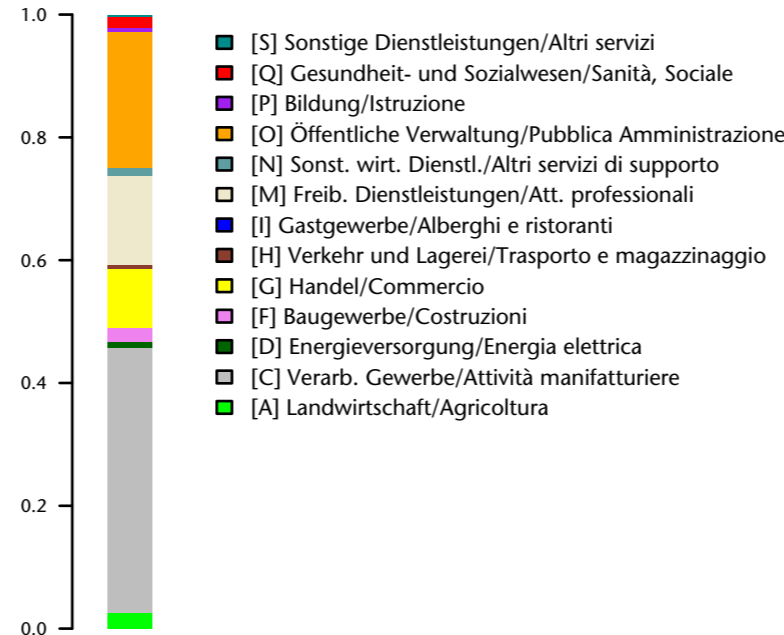 1.0
0.8
0.6
0.4
0.2
0.0
[S] Sonstige Dienstleistungen/Altri servizi
[Q] Gesundheit- und Sozialwesen/Sanità, Sociale
[P] Bildung/Istruzione
[O] Öffentliche Verwaltung/Pubblica Amministrazione
[N] Sonst. wirt. Dienstl./Altri servizi di supporto
[M] Freib. Dienstleistungen/Att. professionali
[I] Gastgewerbe/Alberghi e ristoranti
[H] Verkehr und Lagerei/Trasporto e magazzinaggio
[G] Handel/Commercio
[F] Baugewerbe/Costruzioni
[D] Energieversorgung/Energia elettrica
[C] Verarb. Gewerbe/Attività manifatturiere
[A] Landwirtschaft/Agricoltura